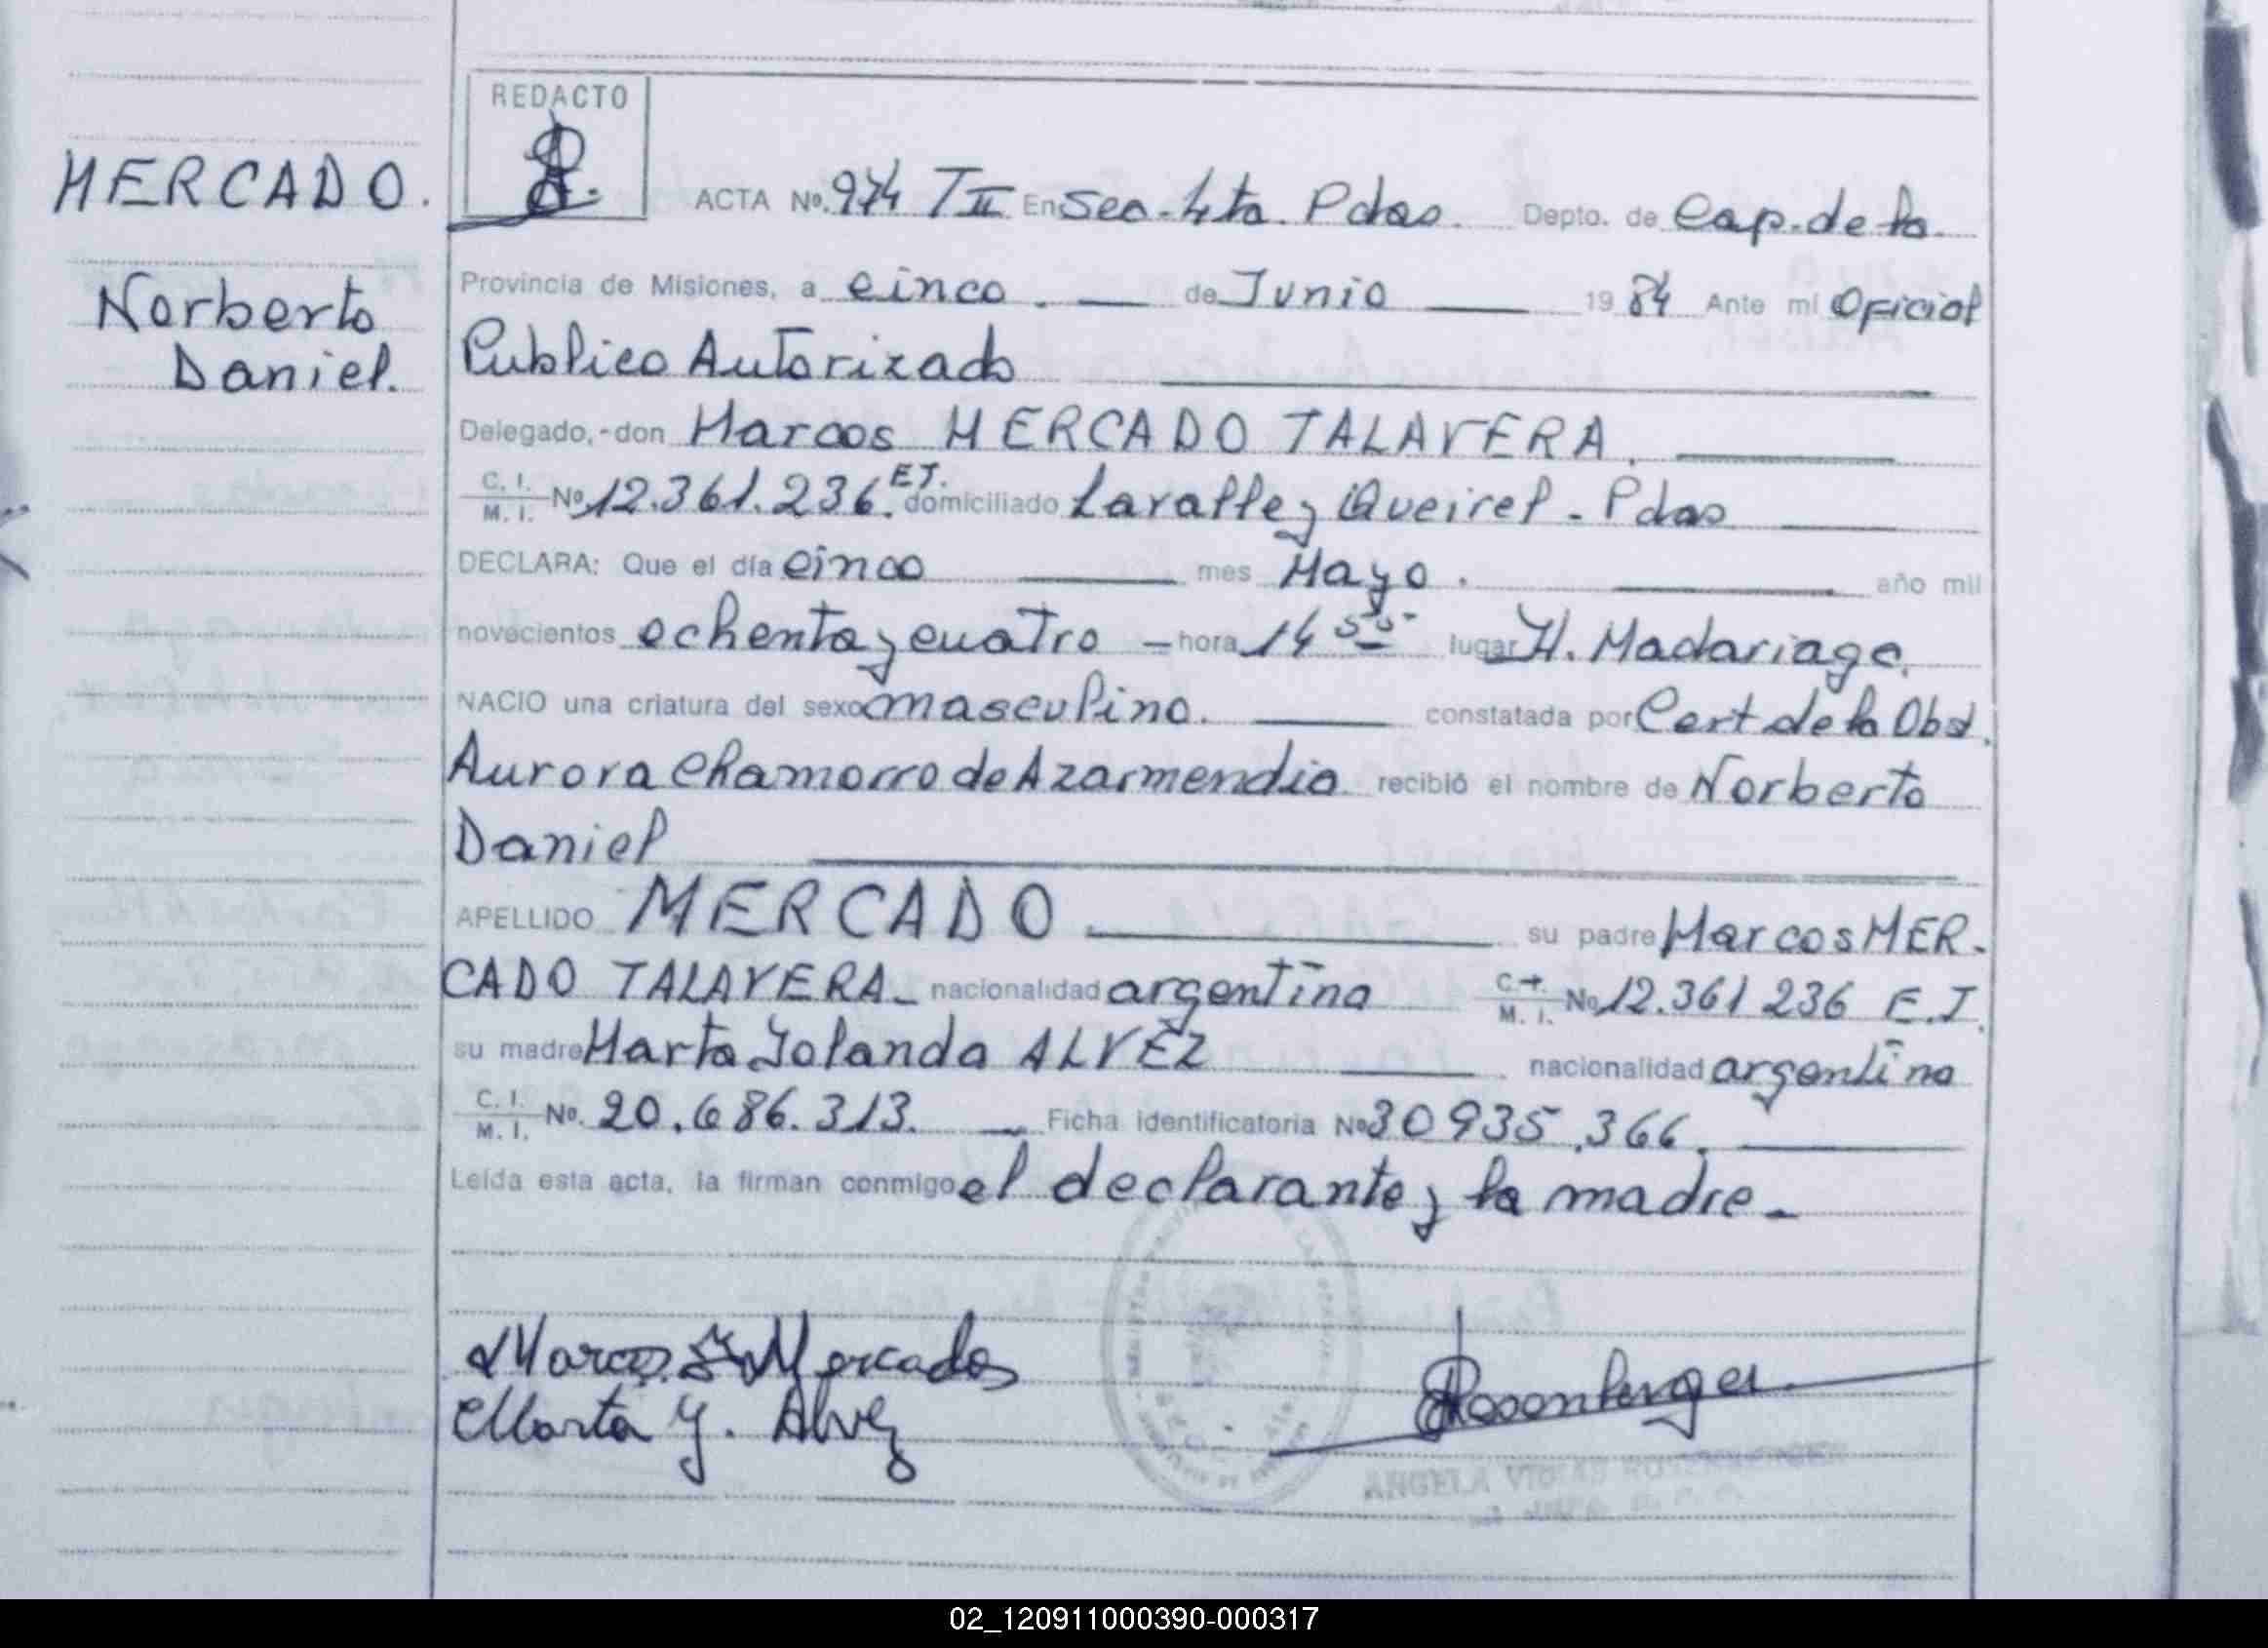 REDACTO
MERCADO.
Norberto
Daniel.
ACTA Nº. 974 T II En Sec. 4ta. Pdas. Depto. de Cap. de la
Provincia de Misiones, a cinco. — de Junio — 1984 Ante mí Oficial
Publico Autorizado
Delegado,-don Marcos MERCADO TALAVERA.
C. I. M. I. Nº 12.361.236. E.T. domiciliado Lavalle y Queirel - Pdas
DECLARA: Que el día cinco — mes Mayo. — año mil
novecientos ochenta y cuatro — hora 14 55- lugar H. Madariaga.
NACIO una criatura del sexo masculino. — constatada por Cert de la Obst.
Aurora Chamorro de Azarmendia recibió el nombre de Norberto
Daniel
APELLIDO MERCADO — su padre Marcos MER-
CADO TALAVERA - nacionalidad argentina C. I. M. I. Nº 12.361 236 E.T.
su madre Marta Yolanda ALVEZ — nacionalidad argentina
C. I. M. I. No. 20.686.313. — Ficha identificatoria Nº 30935.366.
Leída esta acta, la firman conmigo el declarante y la madre -
Marcos Mercado
Marta Y. Alvez
Rosenberger
ANGELA
02_120911000390-000317